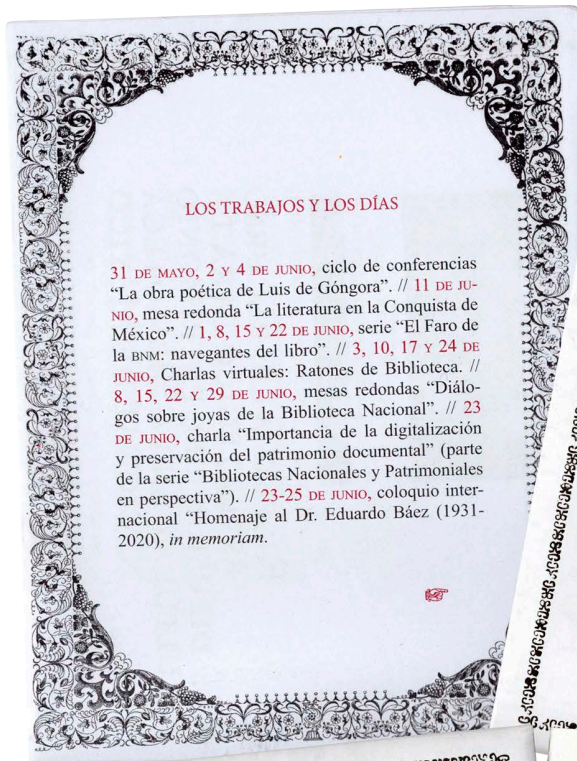 LOS TRABAJOS Y LOS DÍAS
31 DE MAYO, 2 Y 4 DE JUNIO, ciclo de conferencias
“La obra poética de Luis de Góngora”. // 11 DE JU-
NIO, mesa redonda “La literatura en la Conquista de
México”. // 1, 8, 15 Y 22 DE JUNIO, serie “El Faro de
la BNM: navegantes del libro”. // 3, 10, 17 Y 24 DE
JUNIO, Charlas virtuales: Ratones de Biblioteca. //
8, 15, 22 Y 29 DE JUNIO, mesas redondas “Diálo-
gos sobre joyas de la Biblioteca Nacional”. // 23
DE JUNIO, charla “Importancia de la digitalización
y preservación del patrimonio documental” (parte
de la serie “Bibliotecas Nacionales y Patrimoniales
en perspectiva”). // 23-25 DE JUNIO, coloquio inter-
nacional “Homenaje al Dr. Eduardo Báez (1931-
2020), in memoriam.